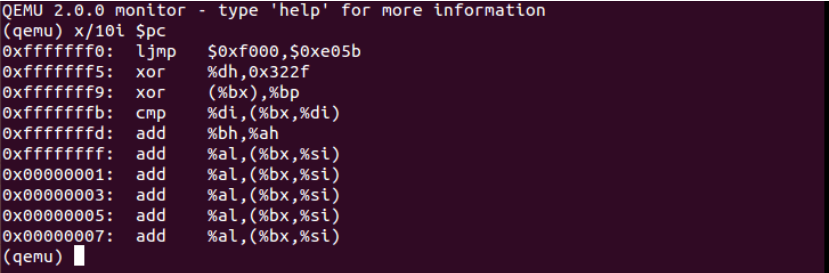 QEMU 2.0.0 monitor - type 'help' for more information
(qemu) x/10i $pc
0xfffffff0:  ljmp   $0xf000,$0xe05b
0xfffffff5:  xor    %dh,0x322f
0xfffffff9:  xor    (%bx),%bp
0xfffffffb:  cmp    %di,(%bx,%di)
0xfffffffd:  add    %bh,%ah
0xffffffff:  add    %al,(%bx,%si)
0x00000001:  add    %al,(%bx,%si)
0x00000003:  add    %al,(%bx,%si)
0x00000005:  add    %al,(%bx,%si)
0x00000007:  add    %al,(%bx,%si)
(qemu)